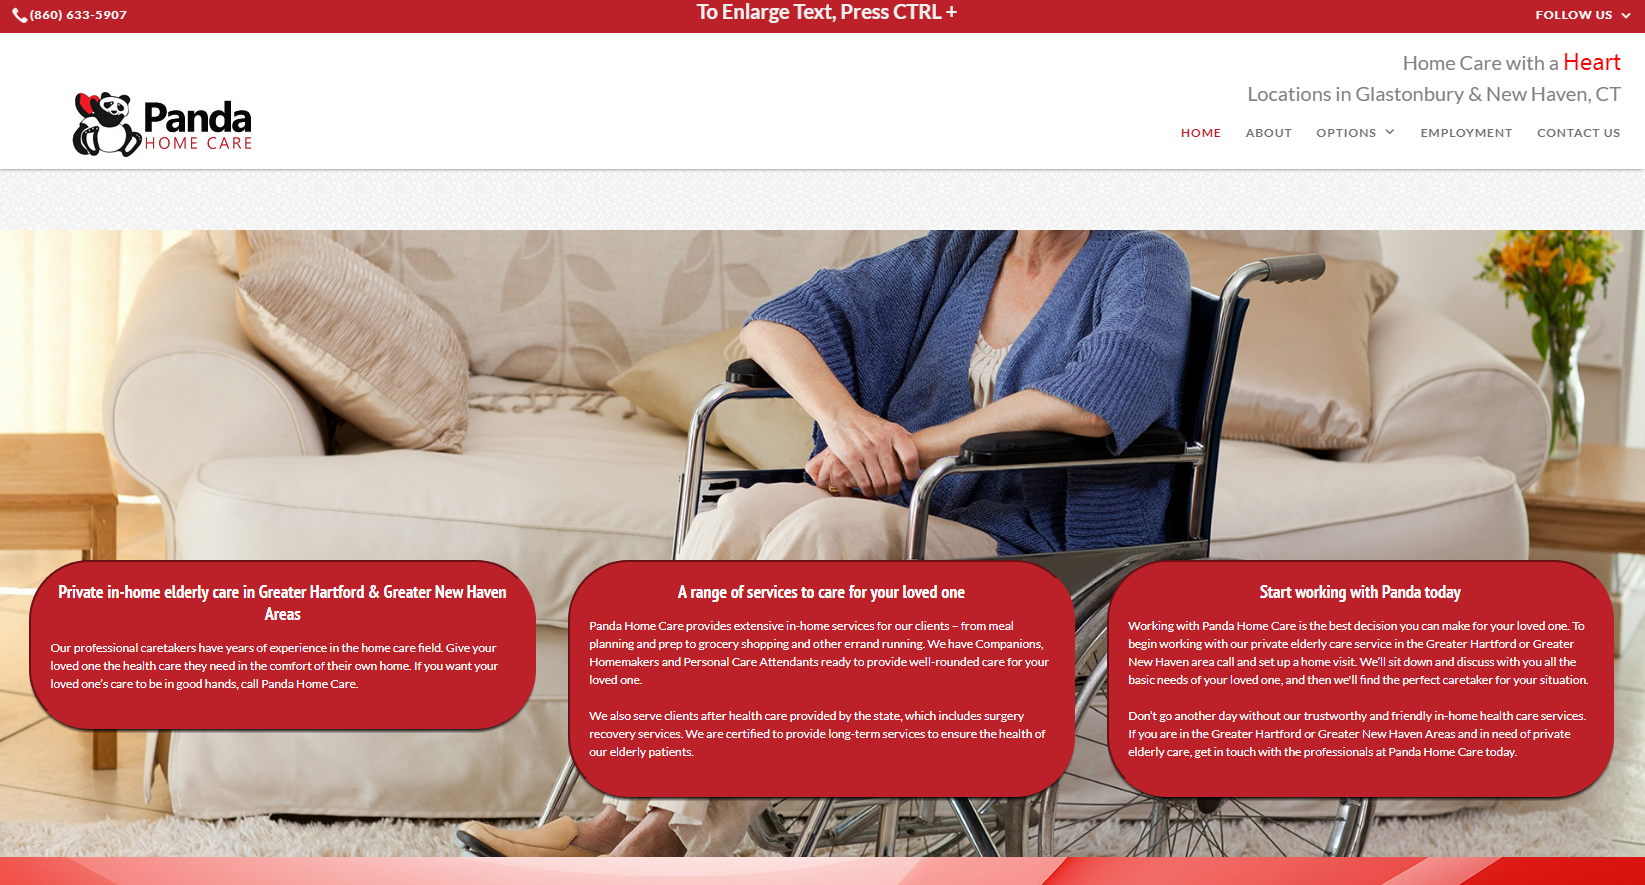 (860) 633-5907
To Enlarge Text, Press CTRL +
FOLLOW US
Home Care with a Heart
Locations in Glastonbury & New Haven, CT
Panda
HOME CARE
HOME ABOUT OPTIONS EMPLOYMENT CONTACT US
Private in-home elderly care in Greater Hartford & Greater New Haven
Areas
Our professional caretakers have years of experience in the home care field. Give your
loved one the health care they need in the comfort of their own home. If you want your
loved one's care to be in good hands, call Panda Home Care.
A range of services to care for your loved one
Panda Home Care provides extensive in-home services for our clients – from meal
planning and prep to grocery shopping and other errand running. We have Companions,
Homemakers and Personal Care Attendants ready to provide well-rounded care for your
loved one.
We also serve clients after health care provided by the state, which includes surgery
recovery services. We are certified to provide long-term services to ensure the health of
our elderly patients.
Start working with Panda today
Working with Panda Home Care is the best decision you can make for your loved one. To
begin working with our private elderly care service in the Greater Hartford or Greater
New Haven area call and set up a home visit. We'll sit down and discuss with you all the
basic needs of your loved one, and then we'll find the perfect caretaker for your situation.
Don't go another day without our trustworthy and friendly in-home health care services.
If you are in the Greater Hartford or Greater New Haven Areas and in need of private
elderly care, get in touch with the professionals at Panda Home Care today.